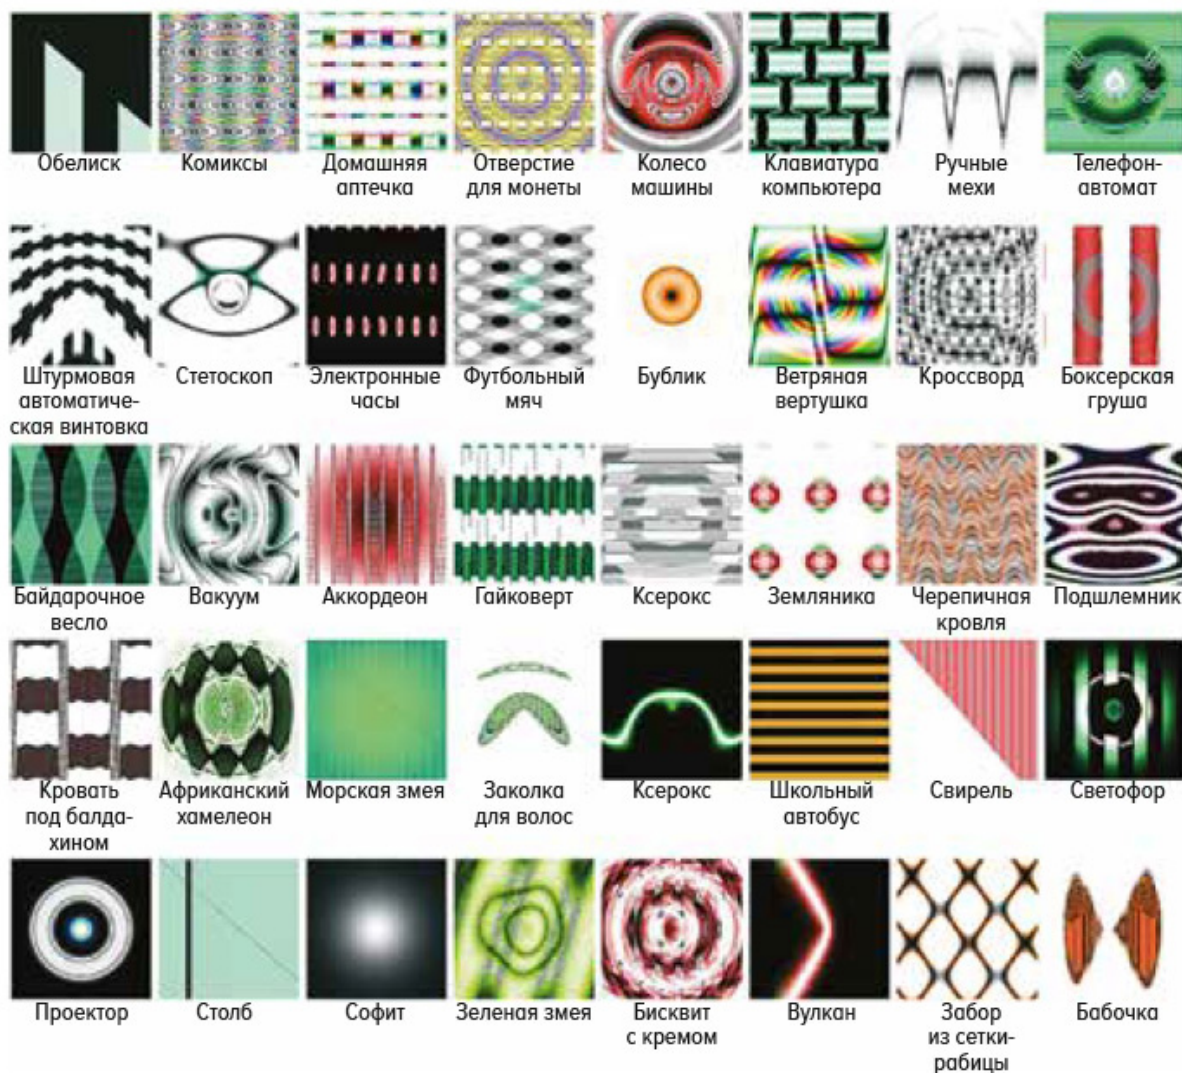 Обелиск
Комиксы
Домашняя
аптечка
Отверстие
для монеты
Колесо
машины
Клавиатура
компьютера
Ручные
мехи
Телефон-
автомат
Штурмовая
автоматиче-
ская винтовка
Стетоскоп
Электронные
часы
Футбольный
мяч
Бублик
Ветряная
вертушка
Кроссворд
Боксерская
груша
Байдарочное
весло
Вакуум
Аккордеон
Гайковерт
Ксерокс
Земляника
Черепичная
кровля
Подшлемник
Кровать
под балда-
хином
Африканский
хамелеон
Морская змея
Заколка
для волос
Ксерокс
Школьный
автобус
Свирель
Светофор
Проектор
Столб
Софит
Зеленая змея
Бисквит
с кремом
Вулкан
Забор
из сетки-
рабицы
Бабочка